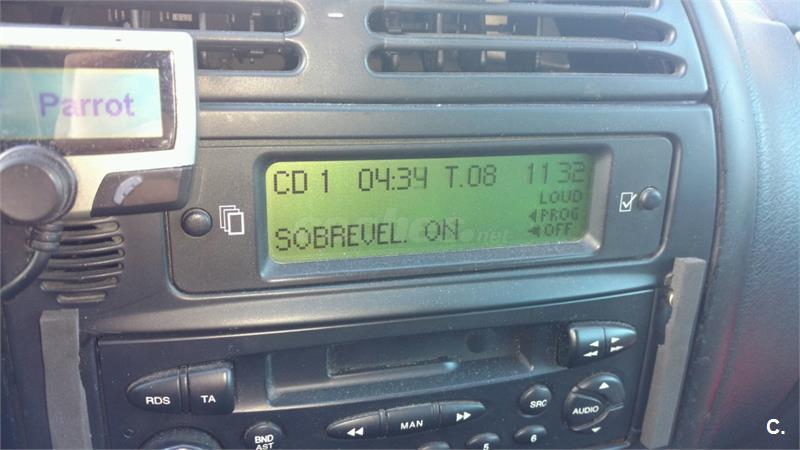 Parrot
CD 1 04:34 T.08 11:32
LOUD
PROG
SOBREVEL. ON
OFF
.net
RDS
TA
MAN
SRC
AUDIO
BND
AST
5
6
C.